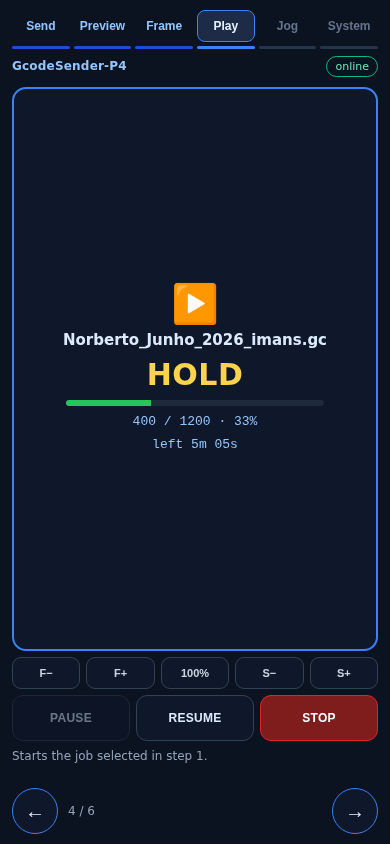 Send Preview Frame Play Jog System
GcodeSender-P4 online
Norberto_Junho_2026_imans.gc
HOLD
400 / 1200 · 33%
left 5m 05s
F− F+ 100% S− S+
PAUSE RESUME STOP
Starts the job selected in step 1.
← 4 / 6 →